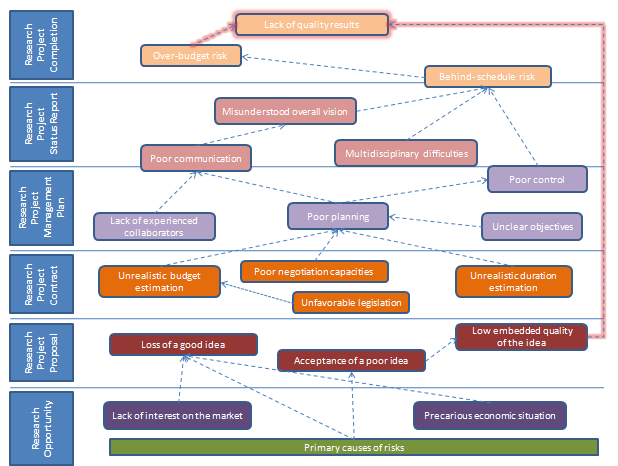 Research
Project
Completion
Lack of quality results
Over-budget risk
Behind- schedule risk
Research
Project
Status Report
Misunderstood overall vision
Poor communication
Multidisciplinary difficulties
Research
Project
Management
Plan
Poor control
Lack of experienced
collaborators
Poor planning
Unclear objectives
Research
Project
Contract
Unrealistic budget
estimation
Poor negotiation capacities
Unrealistic duration
estimation
Unfavorable legislation
Research
Project
Proposal
Loss of a good idea
Acceptance of a poor idea
Low embedded quality
of the idea
Research
Opportunity
Lack of interest on the market
Precarious economic situation
Primary causes of risks